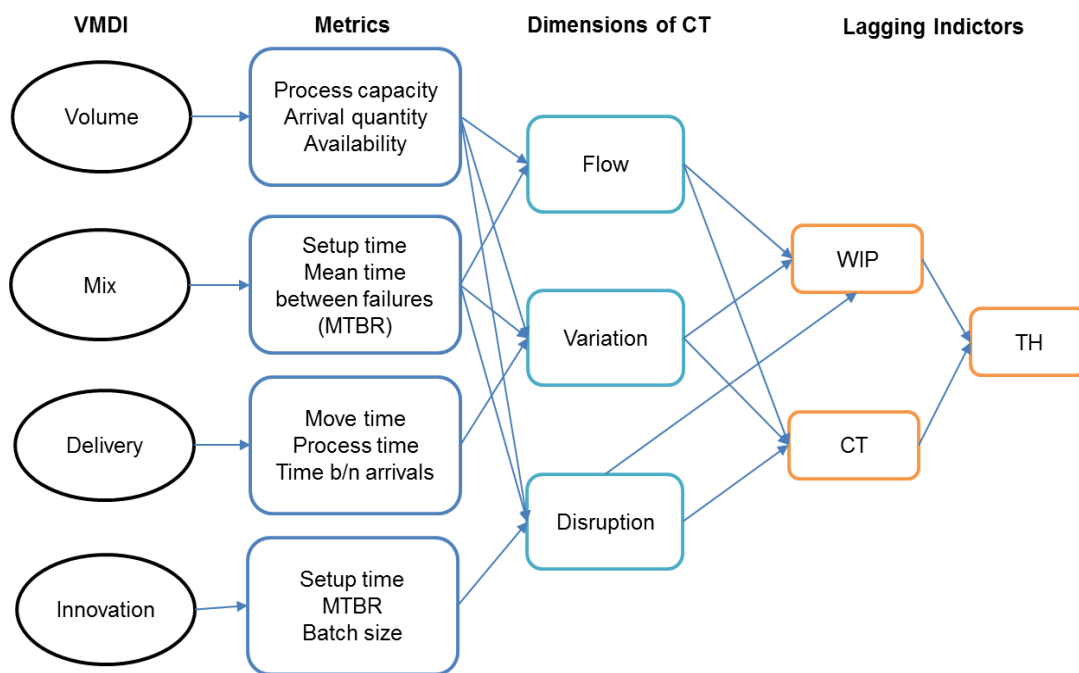 VMDI
Metrics
Dimensions of CT
Lagging Indictors
Volume
Process capacity
Arrival quantity
Availability
Flow
Mix
Setup time
Mean time
between failures
(MTBR)
Variation
WIP
TH
Delivery
Move time
Process time
Time b/n arrivals
CT
Disruption
Innovation
Setup time
MTBR
Batch size